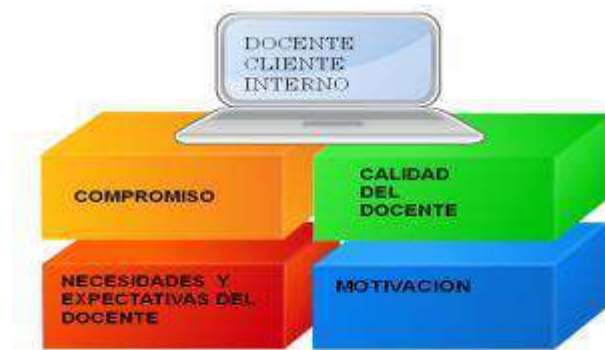 DOCENTE
CLIENTE
INTERNO
COMPROMISO
CALIDAD
DEL
DOCENTE
NECESIDADES Y
EXPECTATIVAS DEL
DOCENTE
MOTIVACIÓN